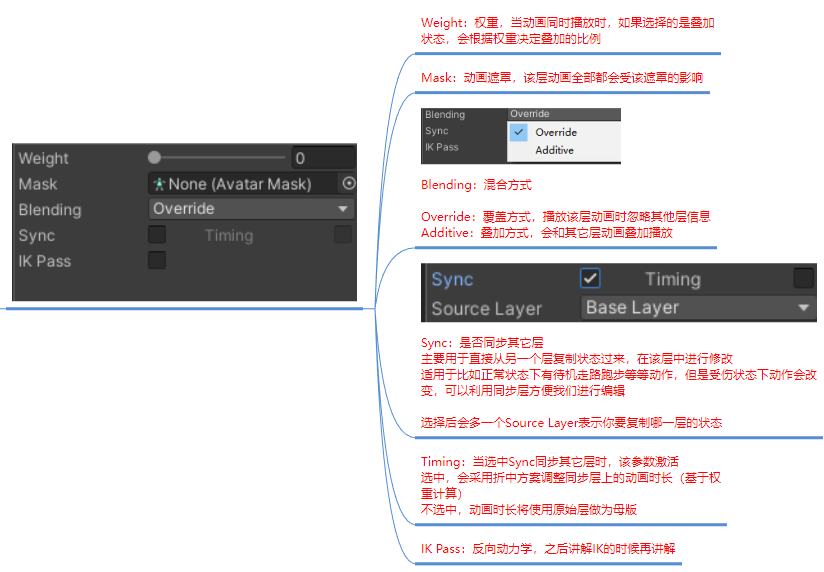 Weight
0
Mask
None (Avatar Mask)
Blending
Override
Sync
Timing
IK Pass
Weight：权重，当动画同时播放时，如果选择的是叠加
状态，会根据权重决定叠加的比例
Mask：动画遮罩，该层动画全部都会受该遮罩的影响
Blending
Override
Sync
Override
IK Pass
Additive
Blending：混合方式
Override：覆盖方式，播放该层动画时忽略其他层信息
Additive：叠加方式，会和其它层动画叠加播放
Sync
Timing
Source Layer
Base Layer
Sync：是否同步其它层
主要用于直接从另一个层复制状态过来，在该层中进行修改
适用于比如正常状态下有待机走路跑步等等动作，但是受伤状态下动作会改
变，可以利用同步层方便我们进行编辑
选择后会多一个Source Layer表示你要复制哪一层的状态
Timing：当选中Sync同步其它层时，该参数激活
选中，会采用折中方案调整同步层上的动画时长（基于权
重计算）
不选中，动画时长将使用原始层做为母版
IK Pass：反向动力学，之后讲解IK的时候再讲解